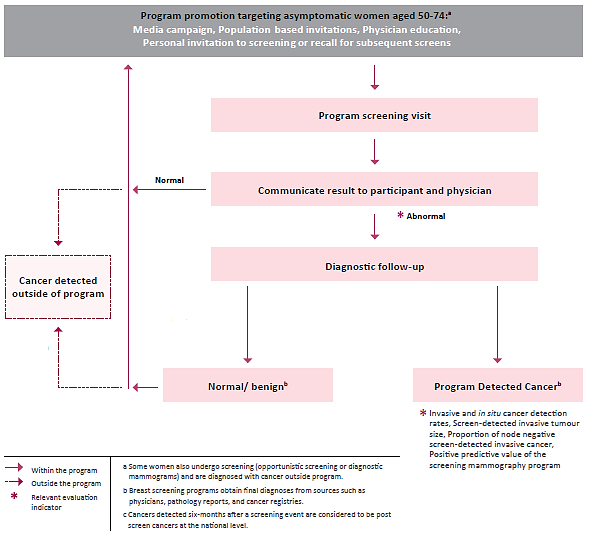 Program promotion targeting asymptomatic women aged 50-74:a
Media campaign, Population based invitations, Physician education,
Personal invitation to screening or recall for subsequent screens
Program screening visit
Normal
Communicate result to participant and physician
* Abnormal
Cancer detected
outside of program
Diagnostic follow-up
Normal/ benignb
Program Detected Cancerb
* Invasive and in situ cancer detection
rates, Screen-detected invasive tumour
size, Proportion of node negative
screen-detected invasive cancer,
Positive predictive value of the
screening mammography program
Within the program
Outside the program
* Relevant evaluation
indicator
a Some women also undergo screening (opportunistic screening or diagnostic
mammograms) and are diagnosed with cancer outside program.
b Breast screening programs obtain final diagnoses from sources such as
physicians, pathology reports, and cancer registries.
c Cancers detected six-months after a screening event are considered to be post
screen cancers at the national level.